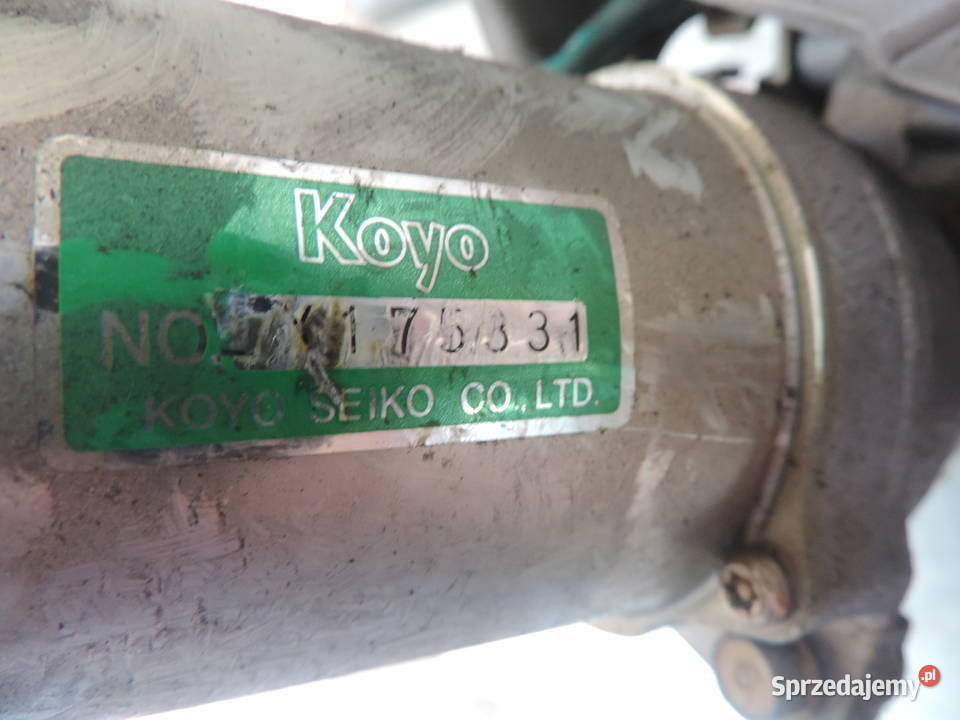 Koyo
NO.
KOYO SEIKO CO., LTD.
Sprzedajemy.pl